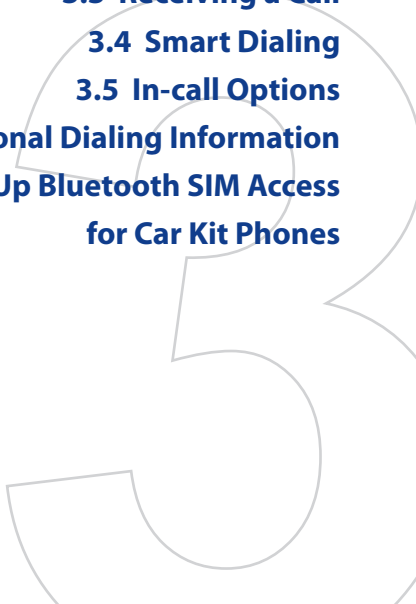 3.4 Smart Dialing
3.5 In-call Options
onal Dialing Information
Up Bluetooth SIM Access
for Car Kit Phones
3